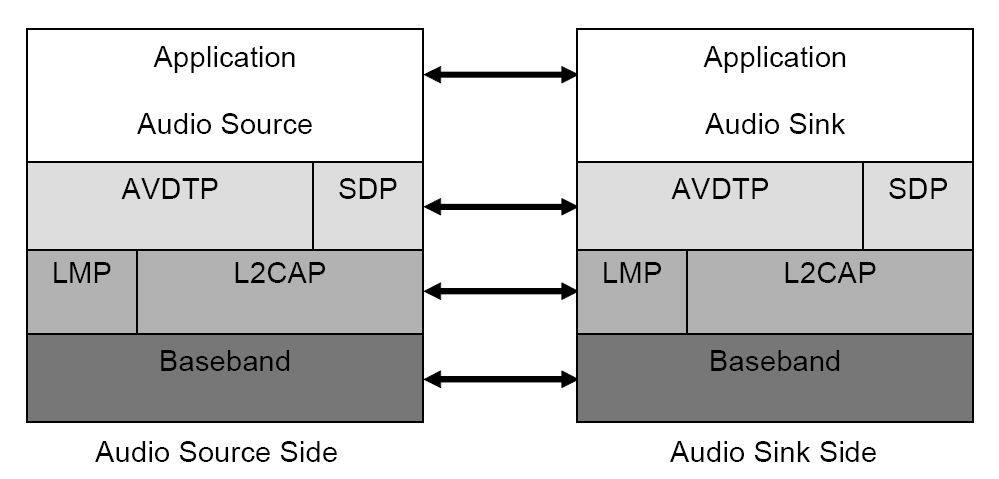 Application
Audio Source
AVDTP SDP
LMP L2CAP
Baseband
Audio Source Side
Application
Audio Sink
AVDTP SDP
LMP L2CAP
Baseband
Audio Sink Side